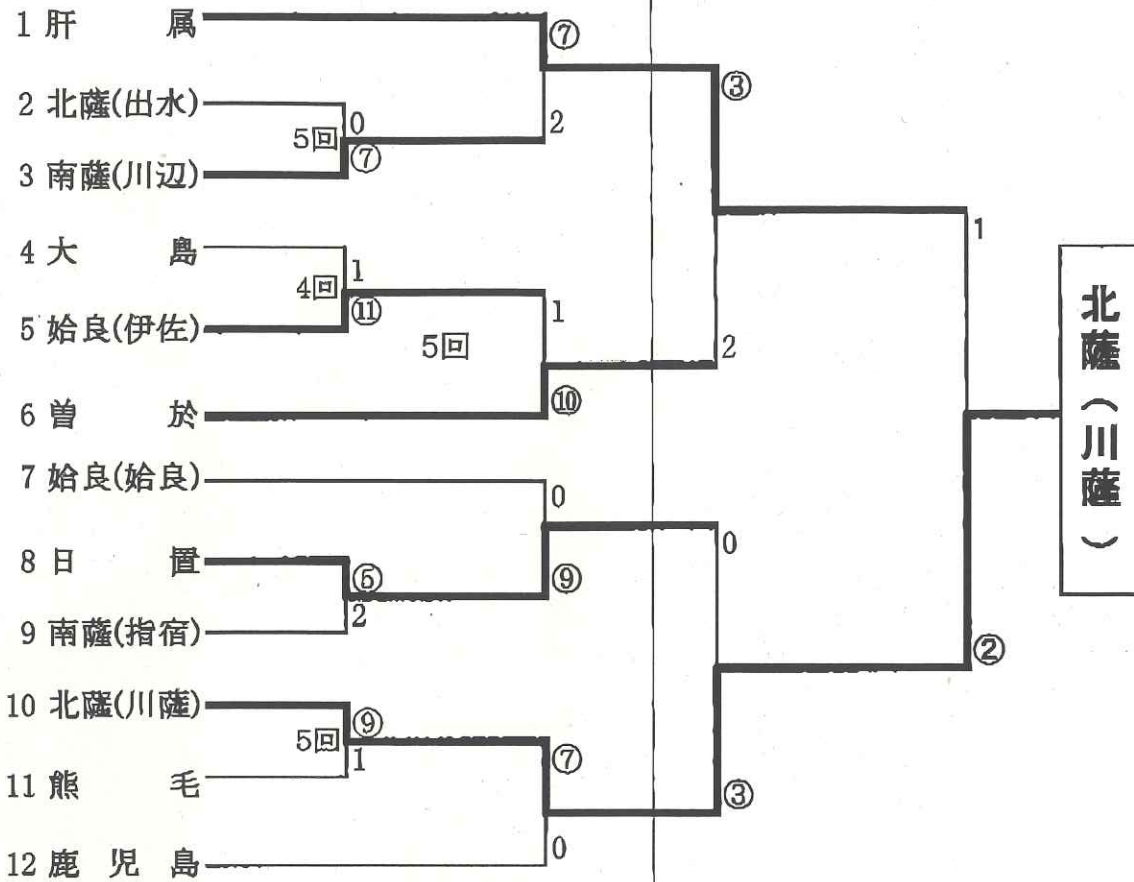 1 肝 属
⑦
③
2 北薩(出水)
0
5回
⑦
2
3 南薩(川辺)
1
4 大 島
1
4回
⑪
1
5 姶良(伊佐)
5回
2
6 曽 於
⑩
7 姶良(姶良)
0
0
8 日 置
⑤
⑨
2
9 南薩(指宿)
②
10 北薩(川薩)
⑨
5回
1
⑦
③
11 熊 毛
0
12 鹿 児 島
北薩(川薩)